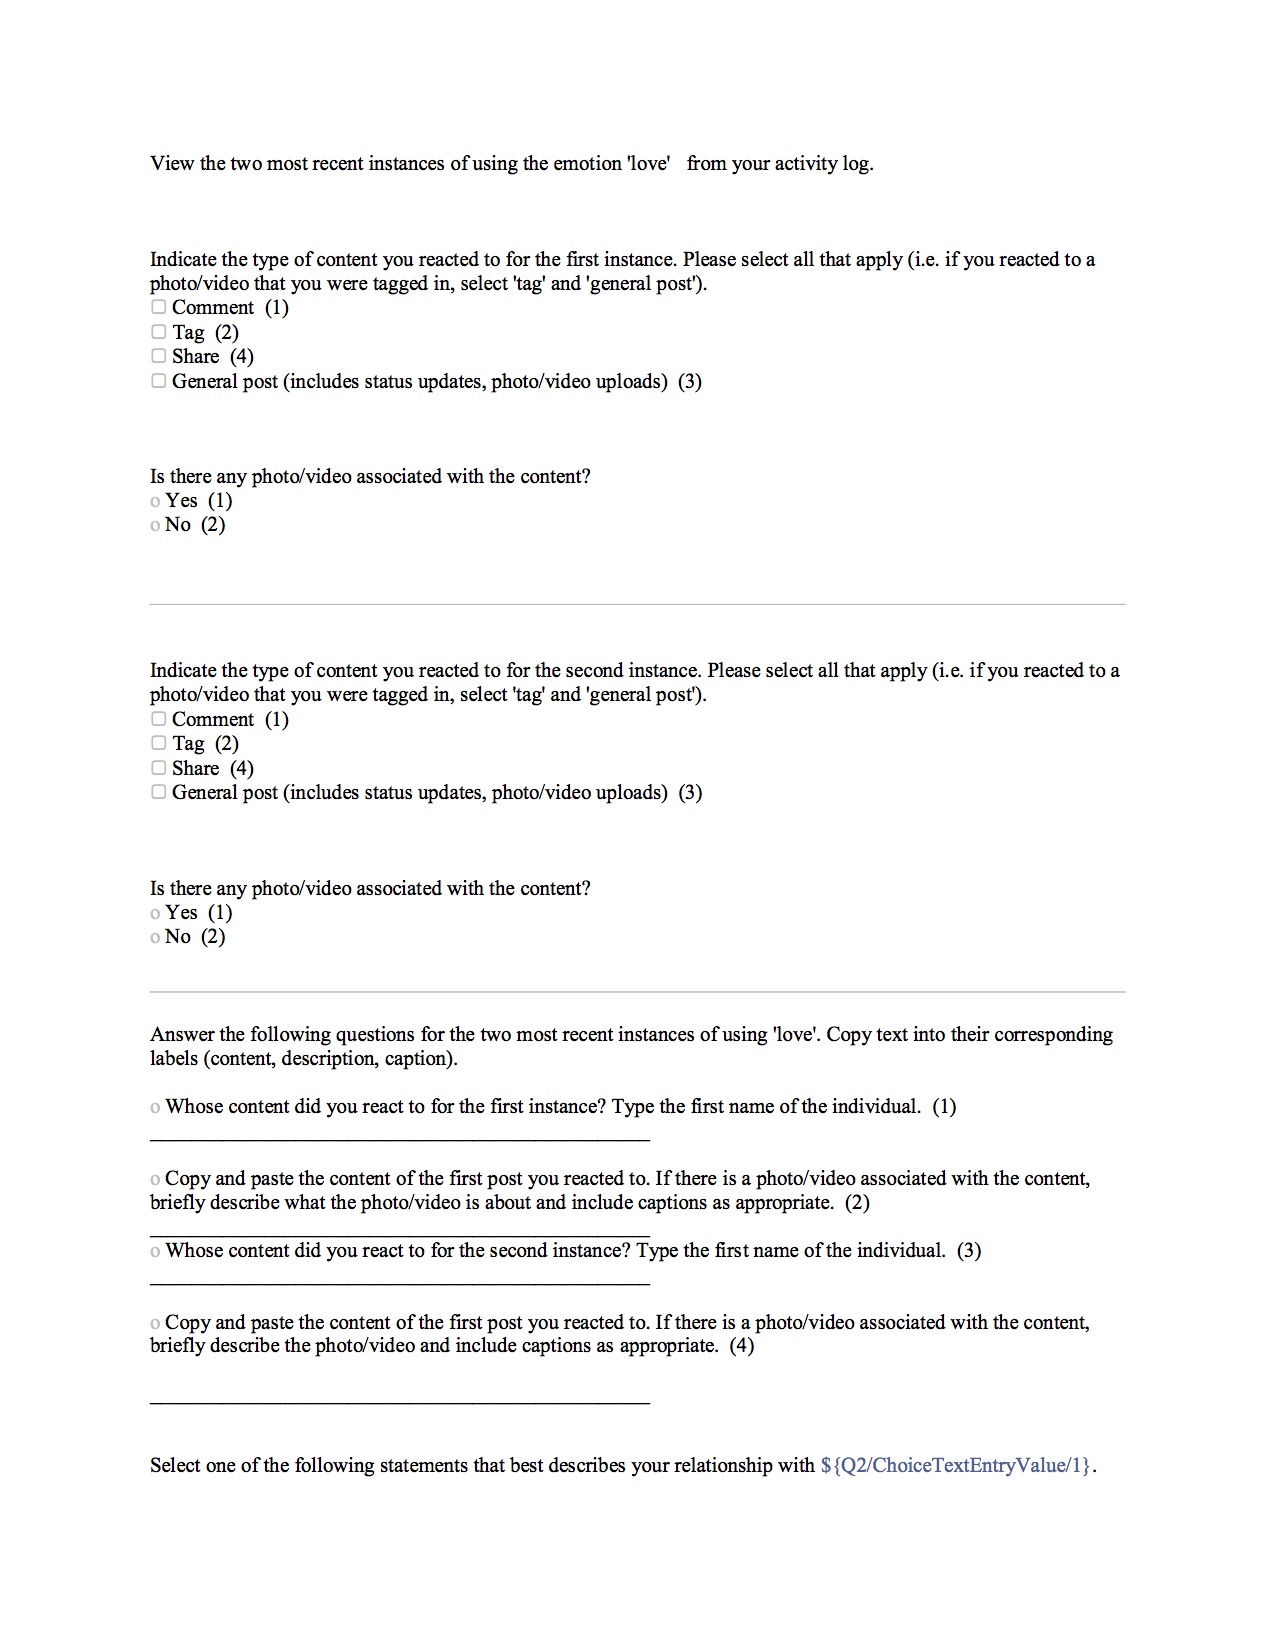 View the two most recent instances of using the emotion 'love'   from your activity log.
Indicate the type of content you reacted to for the first instance. Please select all that apply (i.e. if you reacted to a
photo/video that you were tagged in, select 'tag' and 'general post').
▢ Comment  (1)
▢ Tag  (2)
▢ Share  (4)
▢ General post (includes status updates, photo/video uploads)  (3)
Is there any photo/video associated with the content?
o Yes  (1)
o No  (2)
Indicate the type of content you reacted to for the second instance. Please select all that apply (i.e. if you reacted to a
photo/video that you were tagged in, select 'tag' and 'general post').
▢ Comment  (1)
▢ Tag  (2)
▢ Share  (4)
▢ General post (includes status updates, photo/video uploads)  (3)
Is there any photo/video associated with the content?
o Yes  (1)
o No  (2)
Answer the following questions for the two most recent instances of using 'love'. Copy text into their corresponding
labels (content, description, caption).
o Whose content did you react to for the first instance? Type the first name of the individual.  (1)
o Copy and paste the content of the first post you reacted to. If there is a photo/video associated with the content,
briefly describe what the photo/video is about and include captions as appropriate.  (2)
o Whose content did you react to for the second instance? Type the first name of the individual.  (3)
o Copy and paste the content of the first post you reacted to. If there is a photo/video associated with the content,
briefly describe the photo/video and include captions as appropriate.  (4)
Select one of the following statements that best describes your relationship with ${Q2/ChoiceTextEntryValue/1}.